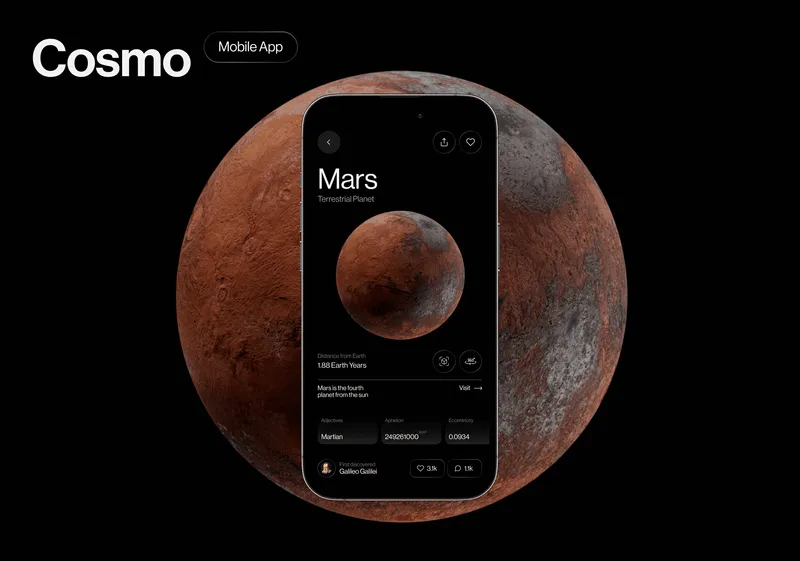 Cosmo
Mobile App
Mars
Terrestrial Planet
Distance from Earth
1.88 Earth Years
Mars is the fourth
planet from the sun
Visit
Adjectives
Aphelion
Eccentricity
Martian
249261000
0.0934
First discovered
Galileo Galilei
3.1k
1.1k